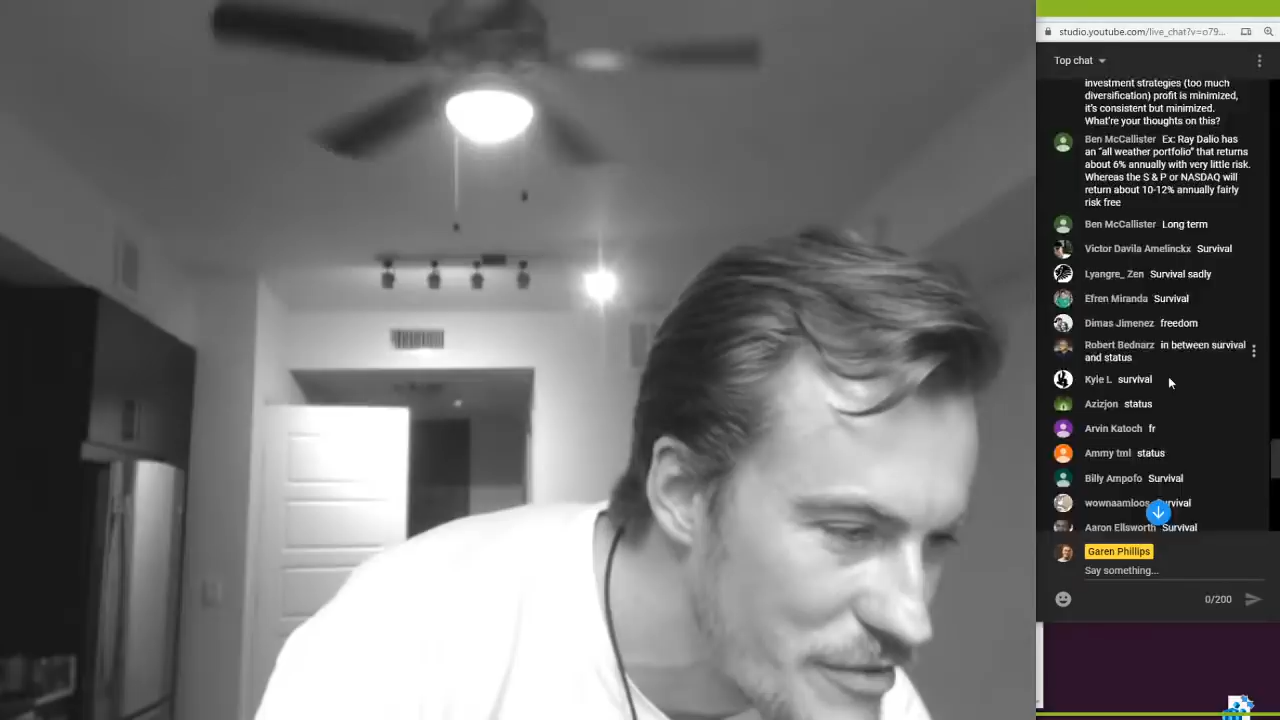 studio.youtube.com/live_chat?v=o79...
Top chat
investment strategies (too much
diversification) profit is minimized,
it's consistent but minimized.
What're your thoughts on this?
Ben McCallister Ex: Ray Dalio has
an "all weather portfolio" that returns
about 6% annually with very little risk.
Whereas the S & P or NASDAQ will
return about 10-12% annually fairly
risk free
Ben McCallister Long term
Victor Davila Amelinckx Survival
Lyangre_ Zen Survival sadly
Efren Miranda Survival
Dimas Jimenez freedom
Robert Bednarz in between survival
and status
Kyle L survival
Azizjon status
Arvin Katoch fr
Ammy tml status
Billy Ampofo Survival
wownaamloos
Aaron Ellsworth Survival
Garen Phillips
Say something...
0/200